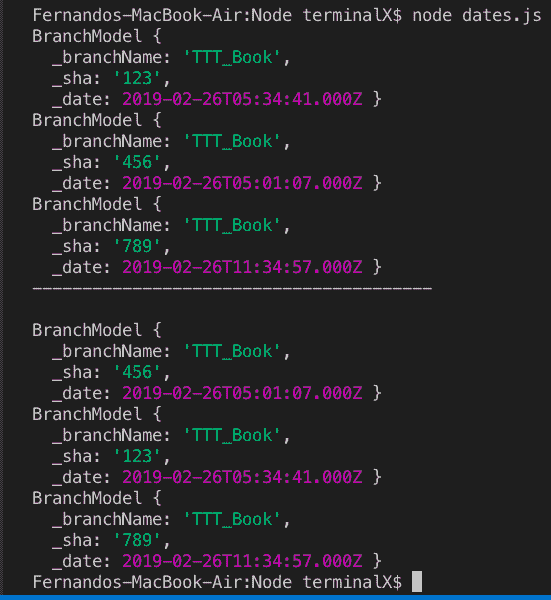 Fernandos-MacBook-Air:Node terminalX$ node dates.js
BranchModel {
  _branchName: 'TTT_Book',
  _sha: '123',
  _date: 2019-02-26T05:34:41.000Z }
BranchModel {
  _branchName: 'TTT_Book',
  _sha: '456',
  _date: 2019-02-26T05:01:07.000Z }
BranchModel {
  _branchName: 'TTT_Book',
  _sha: '789',
  _date: 2019-02-26T11:34:57.000Z }
----------------------------------------

BranchModel {
  _branchName: 'TTT_Book',
  _sha: '456',
  _date: 2019-02-26T05:01:07.000Z }
BranchModel {
  _branchName: 'TTT_Book',
  _sha: '123',
  _date: 2019-02-26T05:34:41.000Z }
BranchModel {
  _branchName: 'TTT_Book',
  _sha: '789',
  _date: 2019-02-26T11:34:57.000Z }
Fernandos-MacBook-Air:Node terminalX$